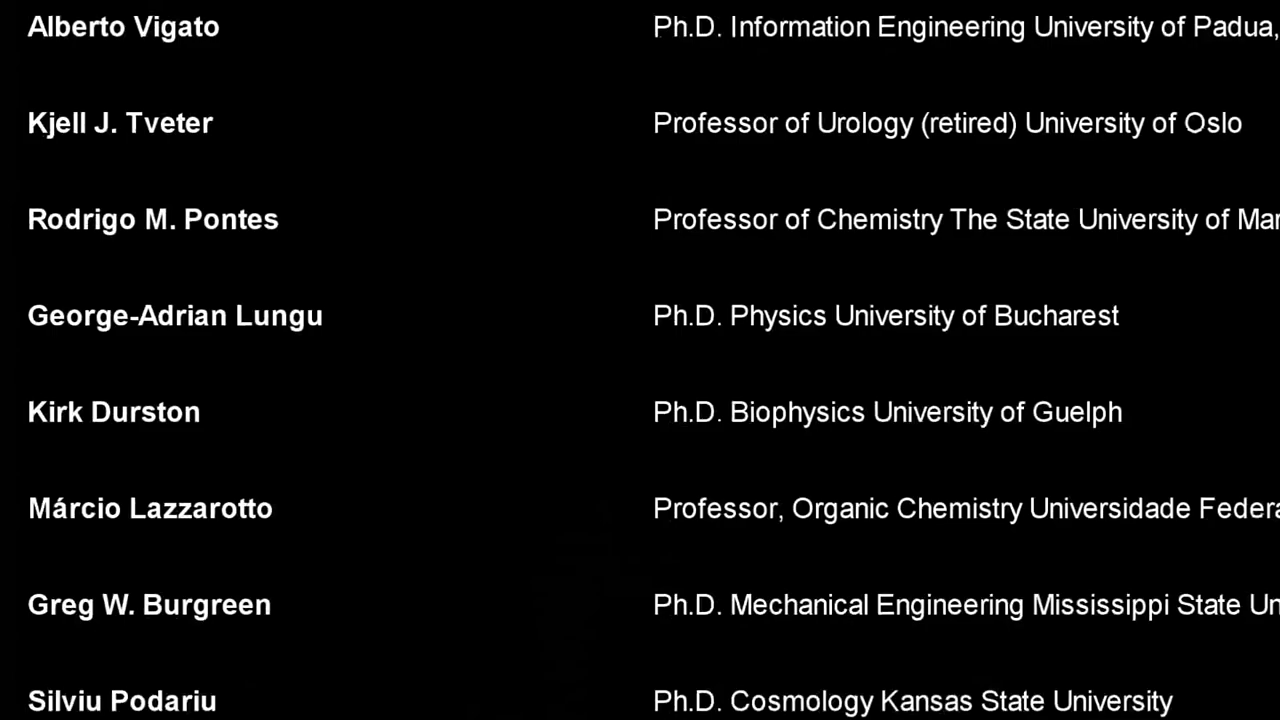 Alberto Vigato Ph.D. Information Engineering University of Padua,
Kjell J. Tveter Professor of Urology (retired) University of Oslo
Rodrigo M. Pontes Professor of Chemistry The State University of Mar
George-Adrian Lungu Ph.D. Physics University of Bucharest
Kirk Durston Ph.D. Biophysics University of Guelph
Márcio Lazzarotto Professor, Organic Chemistry Universidade Federa
Greg W. Burgreen Ph.D. Mechanical Engineering Mississippi State Un
Silviu Podariu Ph.D. Cosmology Kansas State University